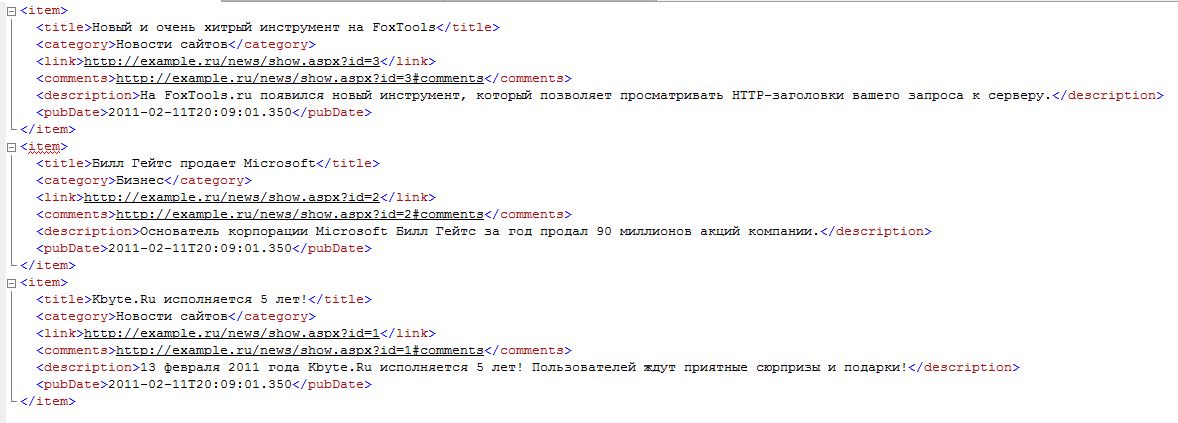 <item>
<title>Новый и очень хитрый инструмент на FoxTools</title>
<category>Новости сайтов</category>
<link>http://example.ru/news/show.aspx?id=3</link>
<comments>http://example.ru/news/show.aspx?id=3#comments</comments>
<description>На FoxTools.ru появился новый инструмент, который позволяет просматривать HTTP-заголовки вашего запроса к серверу.</description>
<pubDate>2011-02-11T20:09:01.350</pubDate>
</item>
<item>
<title>Билл Гейтс продает Microsoft</title>
<category>Бизнес</category>
<link>http://example.ru/news/show.aspx?id=2</link>
<comments>http://example.ru/news/show.aspx?id=2#comments</comments>
<description>Основатель корпорации Microsoft Билл Гейтс за год продал 90 миллионов акций компании.</description>
<pubDate>2011-02-11T20:09:01.350</pubDate>
</item>
<item>
<title>Kbyte.Ru исполняется 5 лет!</title>
<category>Новости сайтов</category>
<link>http://example.ru/news/show.aspx?id=1</link>
<comments>http://example.ru/news/show.aspx?id=1#comments</comments>
<description>13 февраля 2011 года Kbyte.Ru исполняется 5 лет! Пользователей ждут приятные сюрпризы и подарки!</description>
<pubDate>2011-02-11T20:09:01.350</pubDate>
</item>